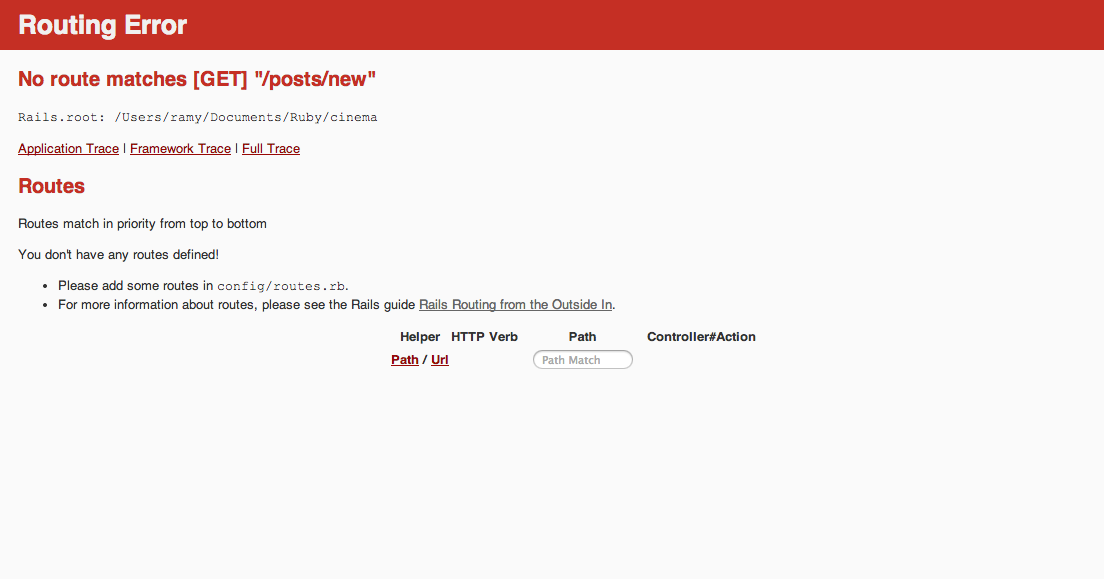 Routing Error
No route matches [GET] "/posts/new"
Rails.root: /Users/ramy/Documents/Ruby/cinema
Application Trace | Framework Trace | Full Trace
Routes
Routes match in priority from top to bottom
You don't have any routes defined!
• Please add some routes in config/routes.rb.
• For more information about routes, please see the Rails guide Rails Routing from the Outside In.
Helper HTTP Verb Path Controller#Action
Path / Url Path Match